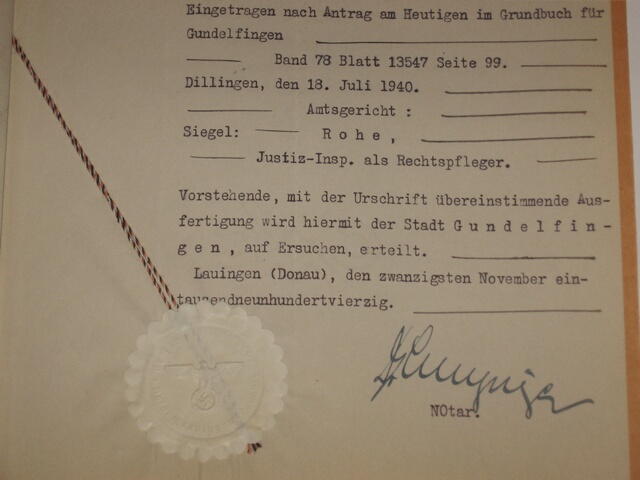 Eingetragen nach Antrag am Heutigen im Grundbuch für
Gundelfingen
Band 78 Blatt 13547 Seite 99.
Dillingen, den 18. Juli 1940.
Amtsgericht :
Siegel: R o h e ,
Justiz-Insp. als Rechtspfleger.
Vorstehende, mit der Urschrift übereinstimmende Aus-
fertigung wird hiermit der Stadt G u n d e l f i n -
g e n , auf Ersuchen, erteilt.
Lauingen (Donau), den zwanzigsten November ein-
tausendneunhundertvierzig.
NOtar.